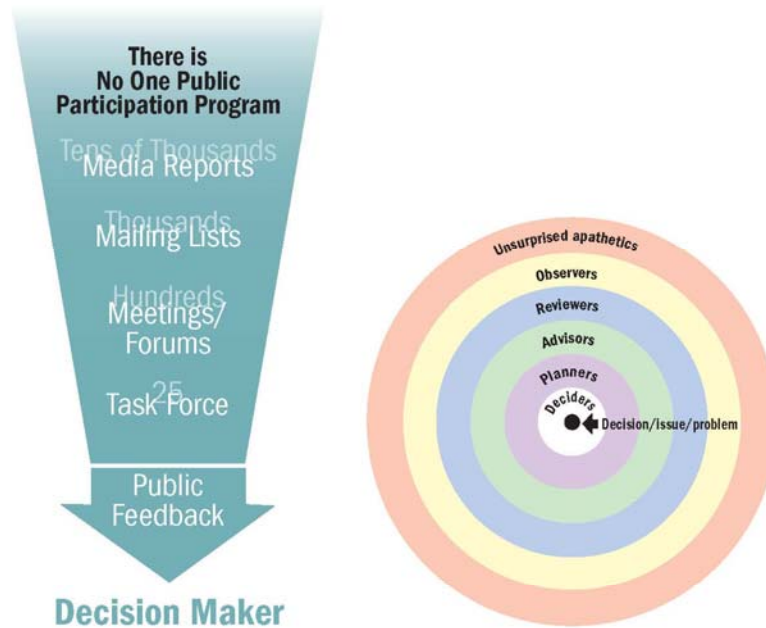 There is
No One Public
Participation Program
Tens of Thousands
Media Reports
Thousands
Mailing Lists
Hundreds
Meetings/
Forums
25
Task Force
Public
Feedback
Decision Maker
Unsurprised apathetics
Observers
Reviewers
Advisors
Planners
Deciders
Decision/issue/problem